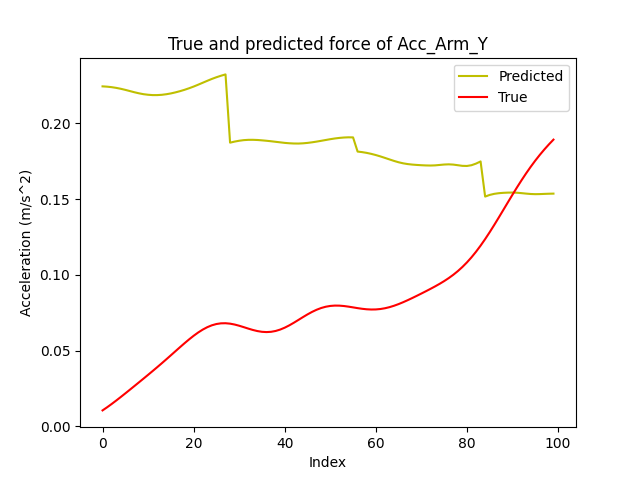 True and predicted force of Acc_Arm_Y
Predicted
True
0.20
0.15
0.10
0.05
0.00
Acceleration (m/s^2)
0 20 40 60 80 100
Index